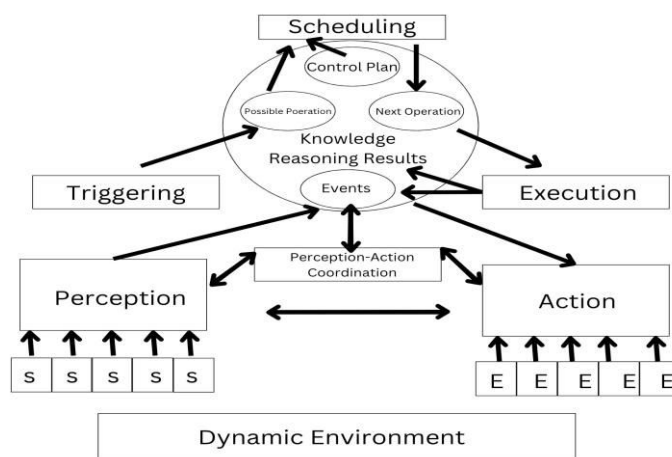 Scheduling
Control Plan
Possible Poeration
Next Operation
Knowledge
Reasoning Results
Triggering
Events
Execution
Perception-Action
Coordination
Perception
Action
S S S S S
E E E E E
Dynamic Environment